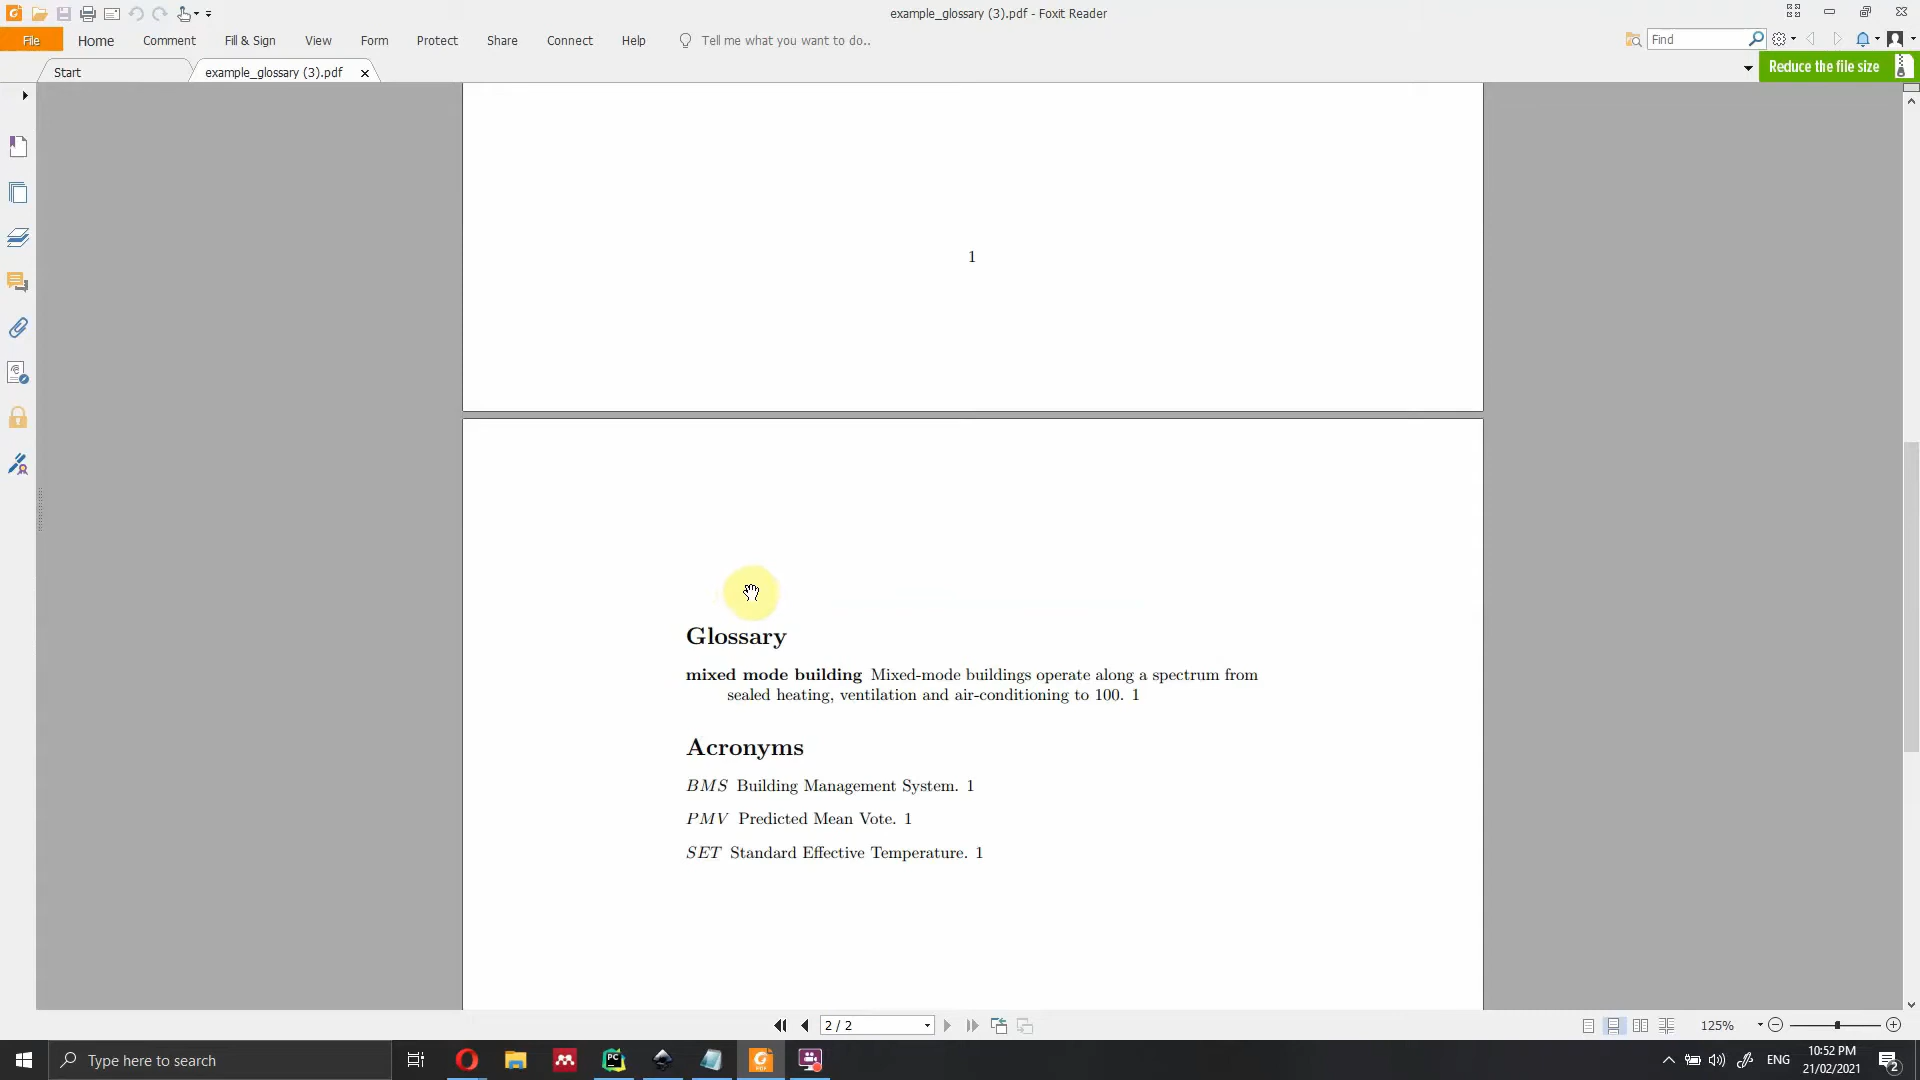 example_glossary (3).pdf - Foxit Reader
File Home Comment Fill & Sign View Form Protect Share Connect Help Tell me what you want to do.. Find
Start example_glossary (3).pdf Reduce the file size
1
Glossary
mixed mode building Mixed-mode buildings operate along a spectrum from
sealed heating, ventilation and air-conditioning to 100. 1
Acronyms
BMS Building Management System. 1
PMV Predicted Mean Vote. 1
SET Standard Effective Temperature. 1
2 / 2 125%
Type here to search
PC
ENG
10:52 PM
21/02/2021
2